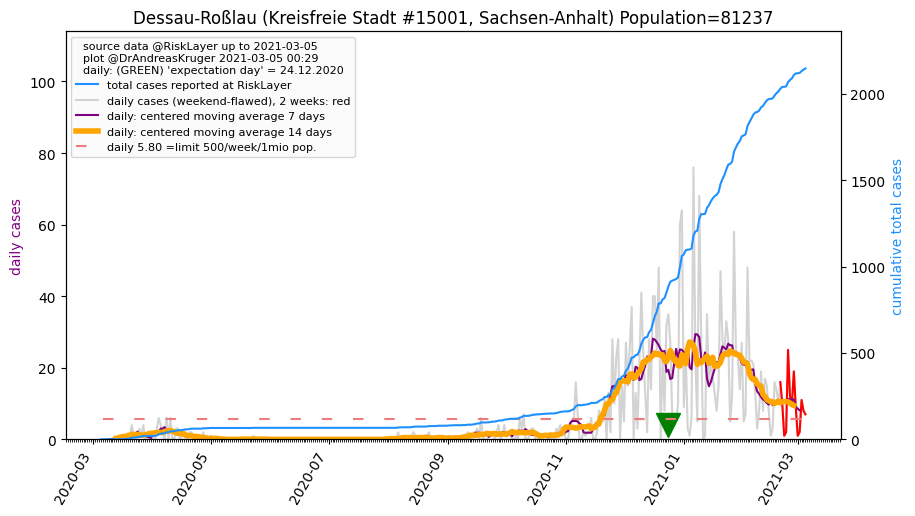 Dessau-Roßlau (Kreisfreie Stadt #15001, Sachsen-Anhalt) Population=81237
source data @RiskLayer up to 2021-03-05
plot @DrAndreasKruger 2021-03-05 00:29
daily: (GREEN) 'expectation day' = 24.12.2020
total cases reported at RiskLayer
daily cases (weekend-flawed), 2 weeks: red
daily: centered moving average 7 days
daily: centered moving average 14 days
daily 5.80 =limit 500/week/1mio pop.
daily cases
100
80
60
40
20
0
cumulative total cases
2000
1500
1000
500
0
2020-03
2020-05
2020-07
2020-09
2020-11
2021-01
2021-03